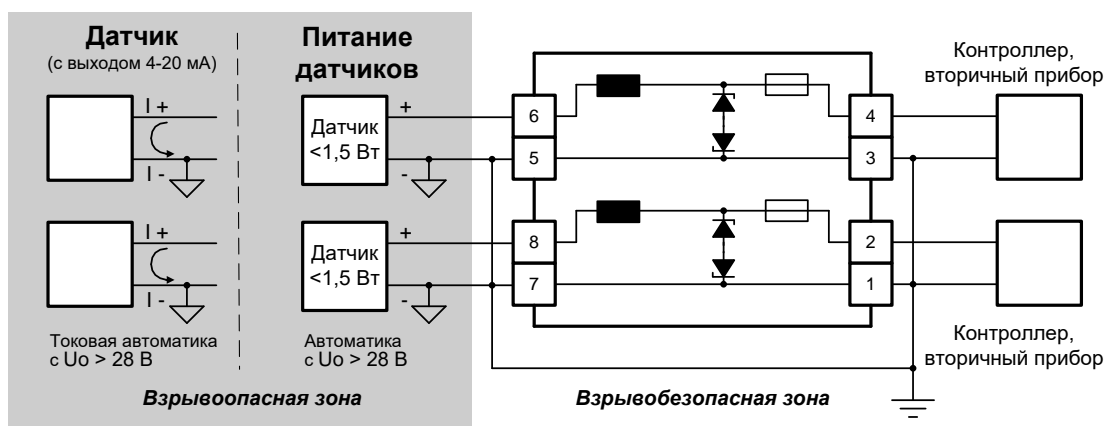 Датчик
(с выходом 4-20 мА)
I +
I -
I +
I -
Токовая автоматика
с Uo > 28 В
Питание
датчиков
Датчик
<1,5 Вт
+
-
Датчик
<1,5 Вт
+
-
Автоматика
с Uo > 28 В
Взрывоопасная зона
6
5
8
7
4
3
2
1
Контроллер,
вторичный прибор
Контроллер,
вторичный прибор
Взрывобезопасная зона